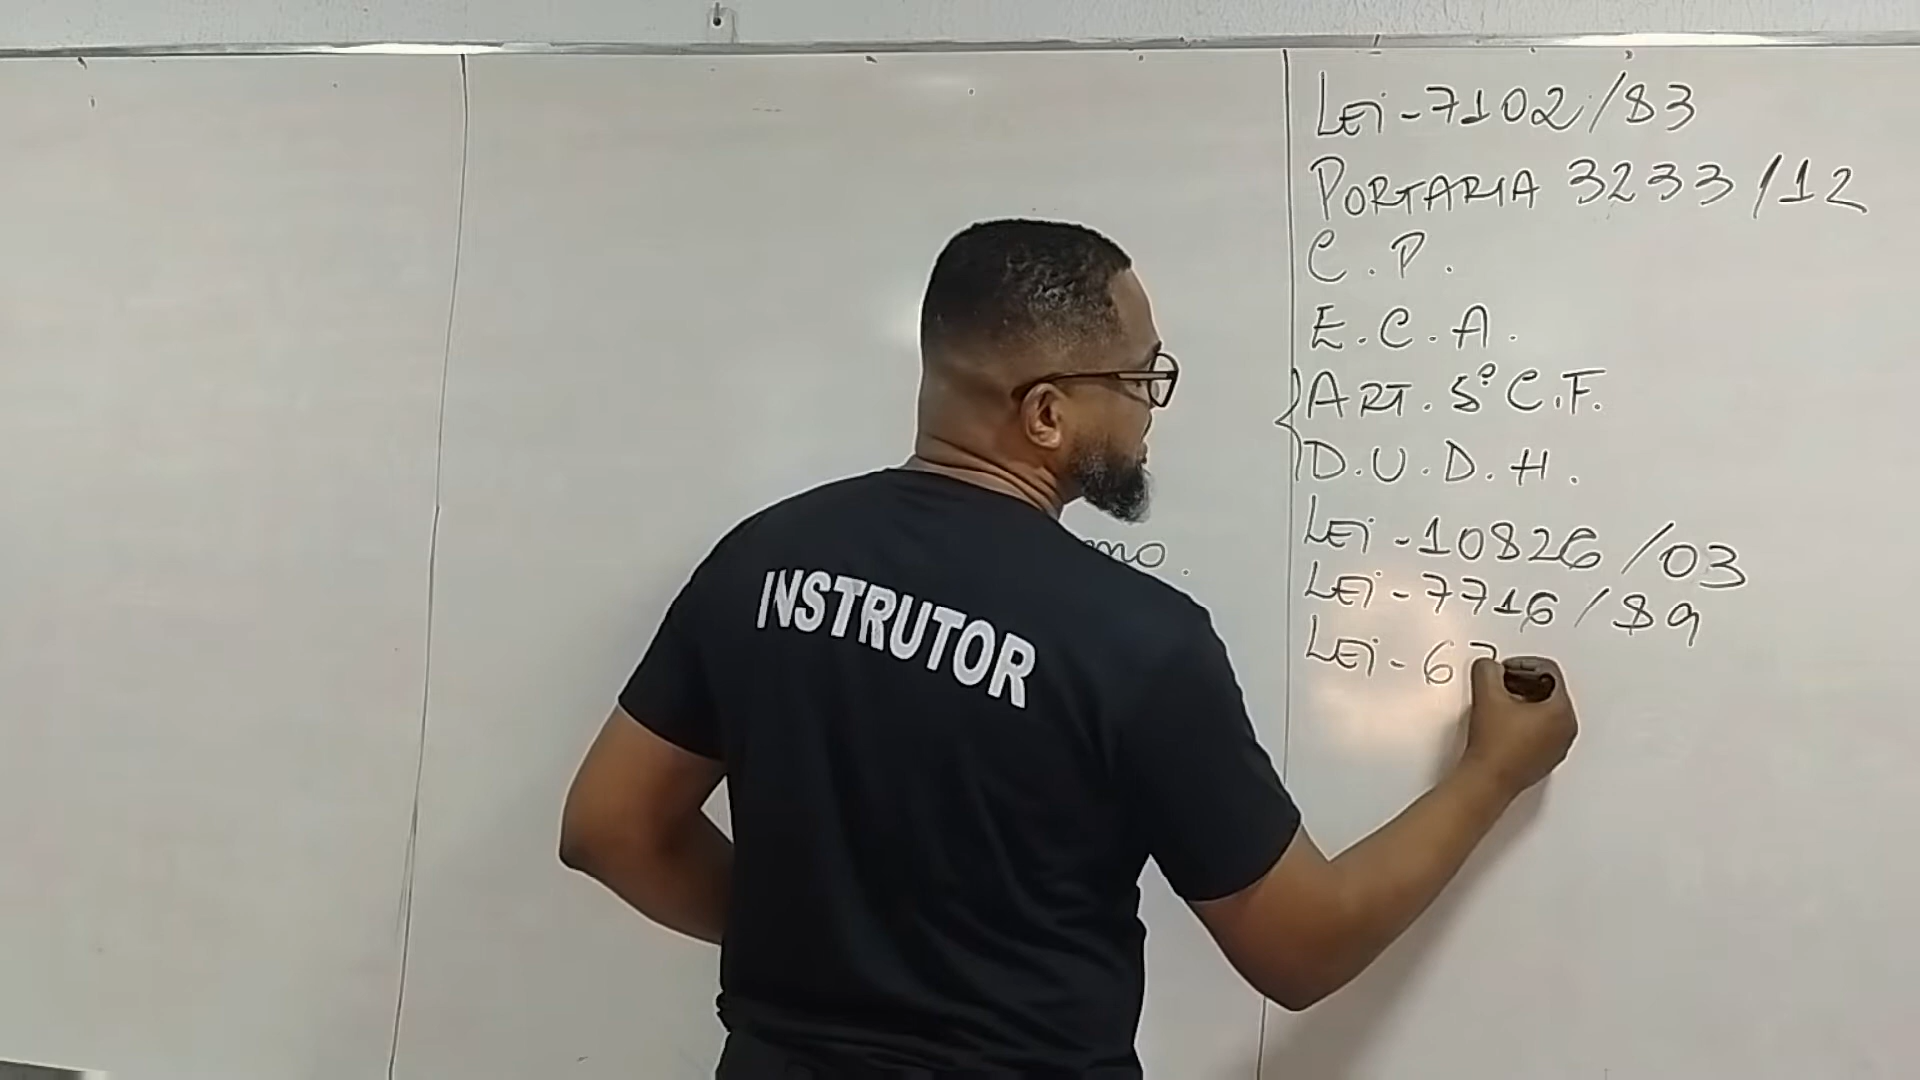 Lei - 7102/83
PORTARIA 3233/12
C.P.
E.C.A.
ART. 5º C.F.
D.U.D.H.
Lei - 10826/03
Lei - 7716/89
Lei - 6
INSTRUTOR